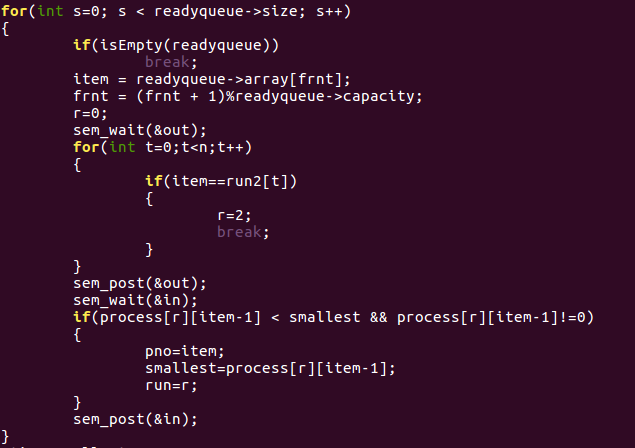 for(int s=0; s < readyqueue->size; s++)
{
        if(isEmpty(readyqueue))
                break;
        item = readyqueue->array[frnt];
        frnt = (frnt + 1)%readyqueue->capacity;
        r=0;
        sem_wait(&out);
        for(int t=0;t<n;t++)
        {
                if(item==run2[t])
                {
                        r=2;
                        break;
                }
        }
        sem_post(&out);
        sem_wait(&in);
        if(process[r][item-1] < smallest && process[r][item-1]!=0)
        {
                pno=item;
                smallest=process[r][item-1];
                run=r;
        }
        sem_post(&in);
}